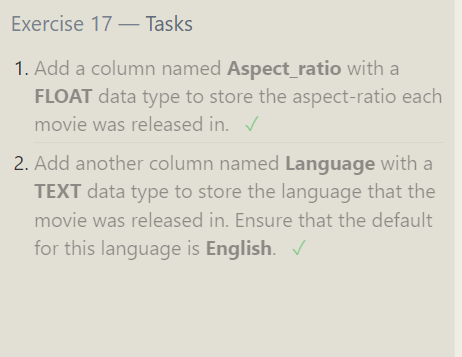 Exercise 17 — Tasks
1. Add a column named Aspect_ratio with a
FLOAT data type to store the aspect-ratio each
movie was released in. ✓
2. Add another column named Language with a
TEXT data type to store the language that the
movie was released in. Ensure that the default
for this language is English. ✓